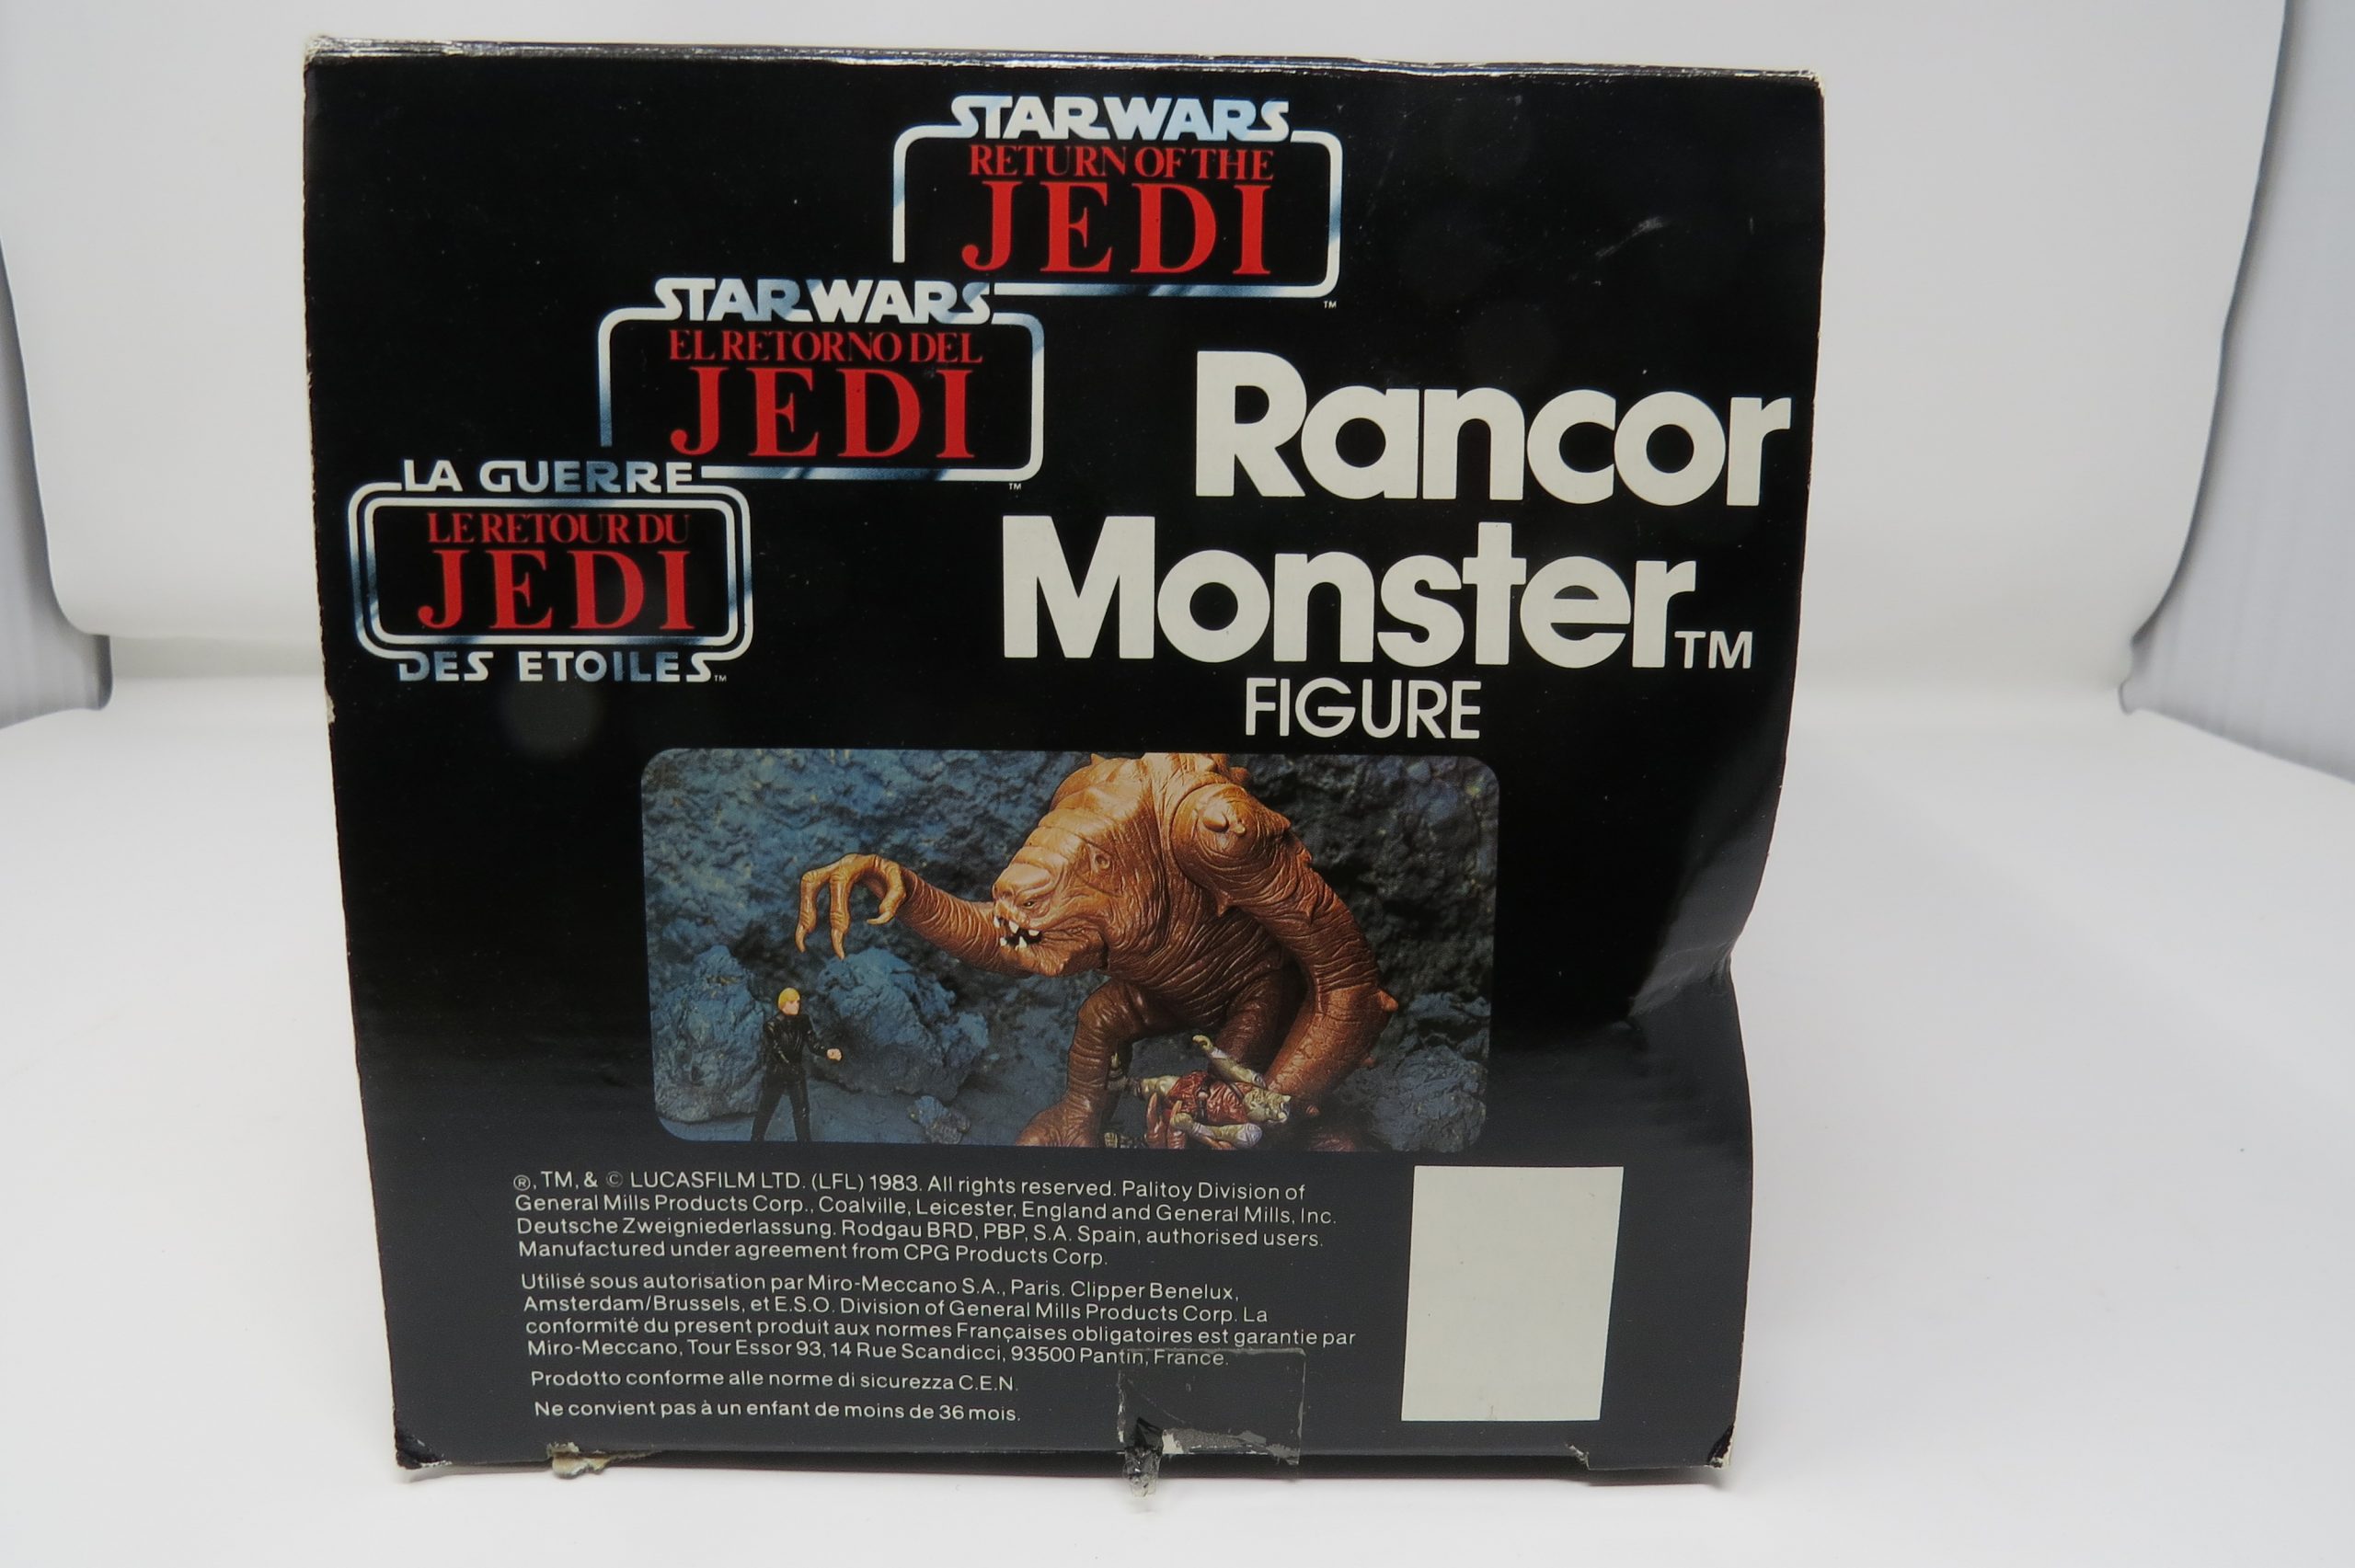 STAR WARS
RETURN OF THE
JEDI
TM
STAR WARS
EL RETORNO DEL
JEDI
TM
LA GUERRE
LE RETOUR DU
JEDI
DES ETOILES TM
Rancor
Monster TM
FIGURE
®, TM, & © LUCASFILM LTD. (LFL) 1983. All rights reserved. Palitoy Division of
General Mills Products Corp., Coalville, Leicester, England and General Mills, Inc.
Deutsche Zweigniederlassung. Rodgau BRD, PBP, S.A. Spain, authorised users.
Manufactured under agreement from CPG Products Corp.
Utilisé sous autorisation par Miro-Meccano S.A., Paris. Clipper Benelux,
Amsterdam/Brussels, et E.S.O. Division of General Mills Products Corp. La
conformité du present produit aux normes Françaises obligatoires est garantie par
Miro-Meccano, Tour Essor 93, 14 Rue Scandicci, 93500 Pantin, France.
Prodotto conforme alle norme di sicurezza C.E.N.
Ne convient pas à un enfant de moins de 36 mois.